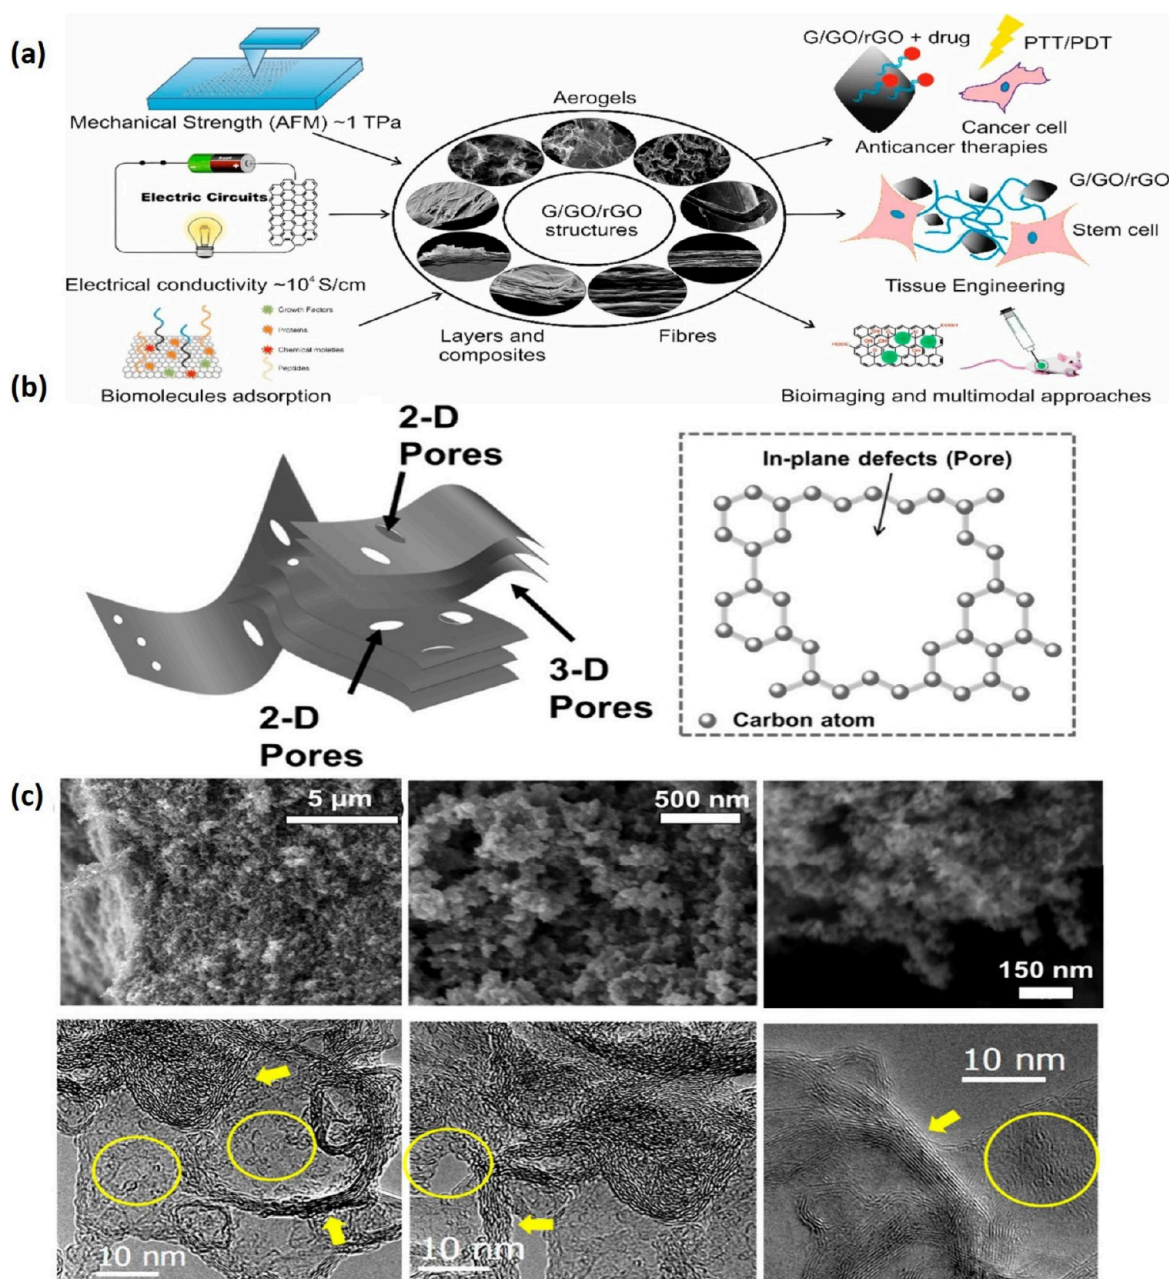 (a)
G/GO/rGO + drug
PTT/PDT
Cancer cell
Anticancer therapies
Mechanical Strength (AFM) ~1 TPa
Aerogels
Electric Circuits
G/GO/rGO
structures
G/GO/rGO
Stem cell
Tissue Engineering
Electrical conductivity ~10⁴ S/cm
Growth Factors
Proteins
Chemical moieties
Peptides
Layers and
composites
Fibres
Biomolecules adsorption
Bioimaging and multimodal approaches
(b)
2-D
Pores
2-D
Pores
3-D
Pores
In-plane defects (Pore)
Carbon atom
(c)
5 µm
500 nm
150 nm
10 nm
10 nm
10 nm